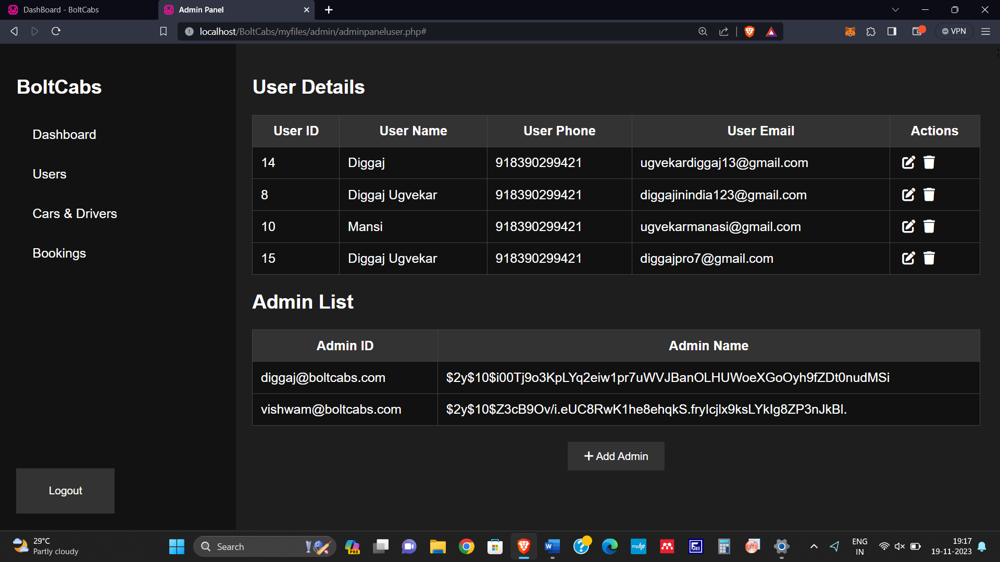 DashBoard - BoltCabs
Admin Panel
localhost/BoltCabs/myfiles/admin/adminpaneluser.php#
VPN
BoltCabs
Dashboard
Users
Cars & Drivers
Bookings
Logout
User Details
User ID User Name User Phone User Email Actions
14 Diggaj 918390299421 ugvekardiggaj13@gmail.com
8 Diggaj Ugvekar 918390299421 diggajinindia123@gmail.com
10 Mansi 918390299421 ugvekarmanasi@gmail.com
15 Diggaj Ugvekar 918390299421 diggajpro7@gmail.com
Admin List
Admin ID Admin Name
diggaj@boltcabs.com $2y$10$i00Tj9o3KpLYq2eiw1pr7uWVJBanOLHUWoeXGoOyh9fZDt0nudMSi
vishwam@boltcabs.com $2y$10$Z3cB9Ov/i.eUC8RwK1he8ehqkS.frylcjlx9ksLYklg8ZP3nJkBl.
+ Add Admin
29°C
Partly cloudy
Search
PRE
myhp
ENG
IN
19:17
19-11-2023